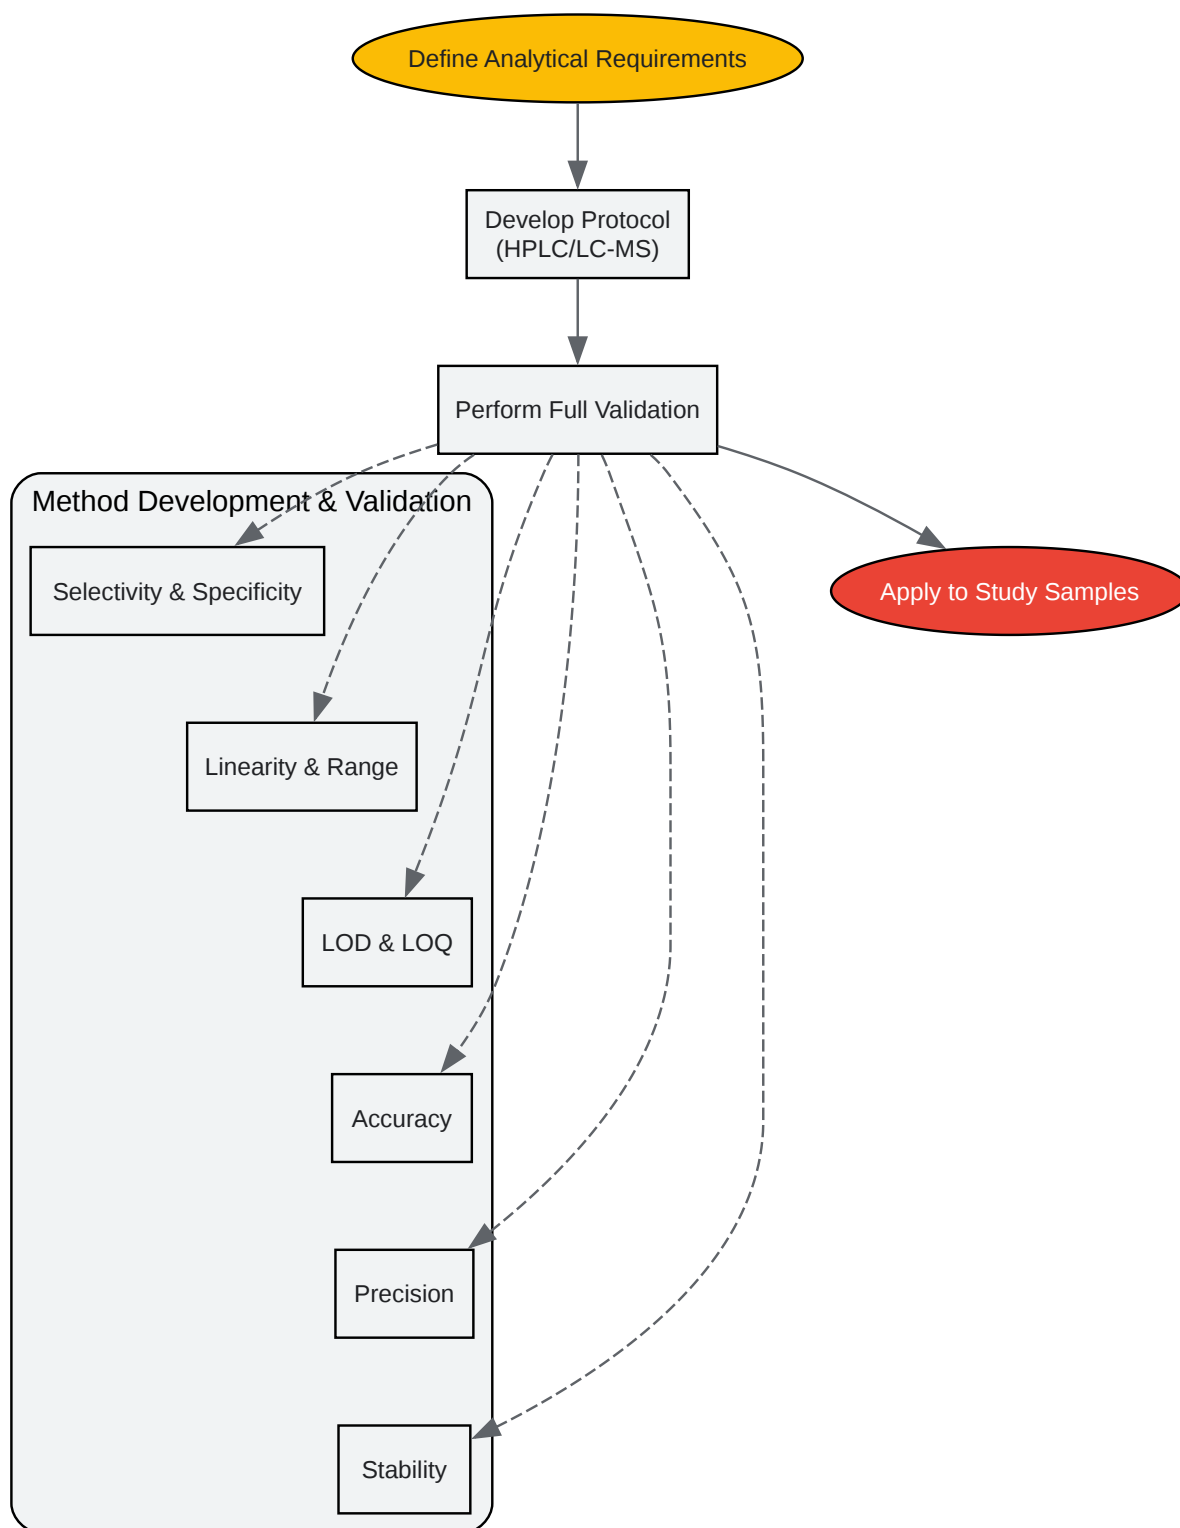 Define Analytical Requirements
Develop Protocol
(HPLC/LC-MS)
Perform Full Validation
Method Development & Validation
Selectivity & Specificity
Apply to Study Samples
Linearity & Range
LOD & LOQ
Accuracy
Precision
Stability